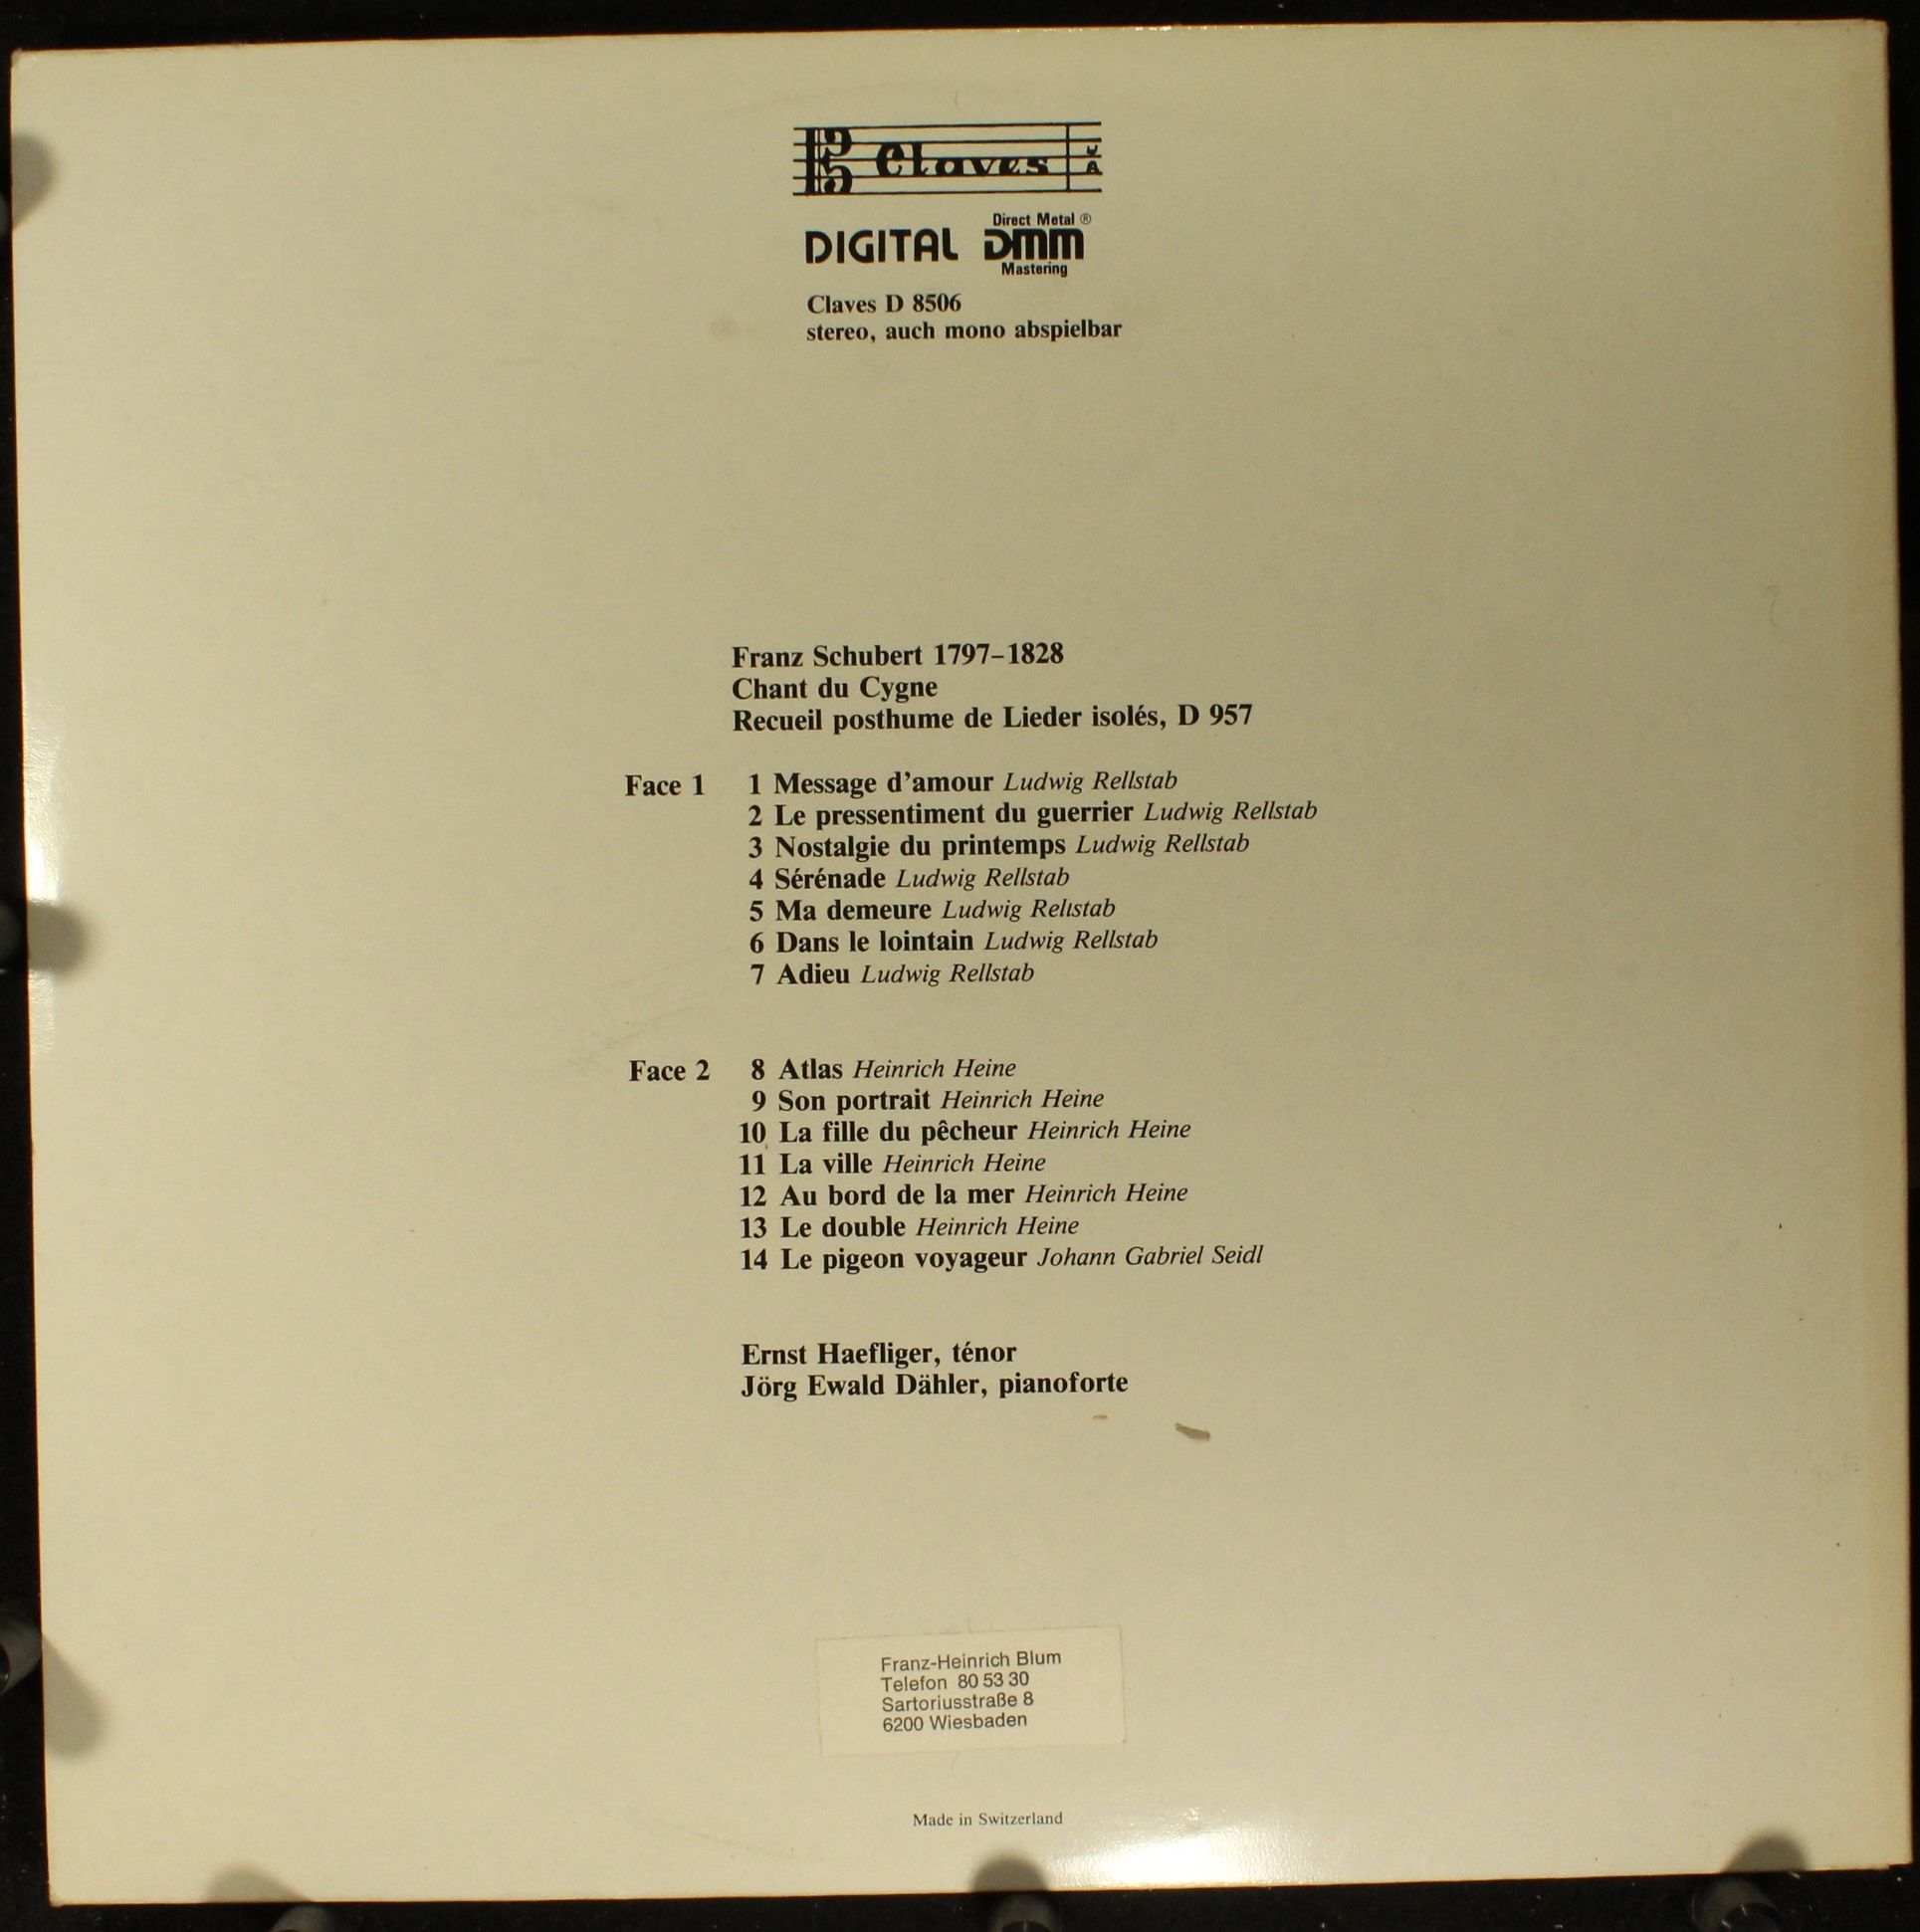 Claves
Direct Metal ®
DIGITAL DMM
Mastering
Claves D 8506
stereo, auch mono abspielbar
Franz Schubert 1797–1828
Chant du Cygne
Recueil posthume de Lieder isolés, D 957
Face 1 1 Message d’amour Ludwig Rellstab
2 Le pressentiment du guerrier Ludwig Rellstab
3 Nostalgie du printemps Ludwig Rellstab
4 Sérénade Ludwig Rellstab
5 Ma demeure Ludwig Rellstab
6 Dans le lointain Ludwig Rellstab
7 Adieu Ludwig Rellstab
Face 2 8 Atlas Heinrich Heine
9 Son portrait Heinrich Heine
10 La fille du pêcheur Heinrich Heine
11 La ville Heinrich Heine
12 Au bord de la mer Heinrich Heine
13 Le double Heinrich Heine
14 Le pigeon voyageur Johann Gabriel Seidl
Ernst Haefliger, ténor
Jörg Ewald Dähler, pianoforte
Franz-Heinrich Blum
Telefon 80 53 30
Sartoriusstraße 8
6200 Wiesbaden
Made in Switzerland